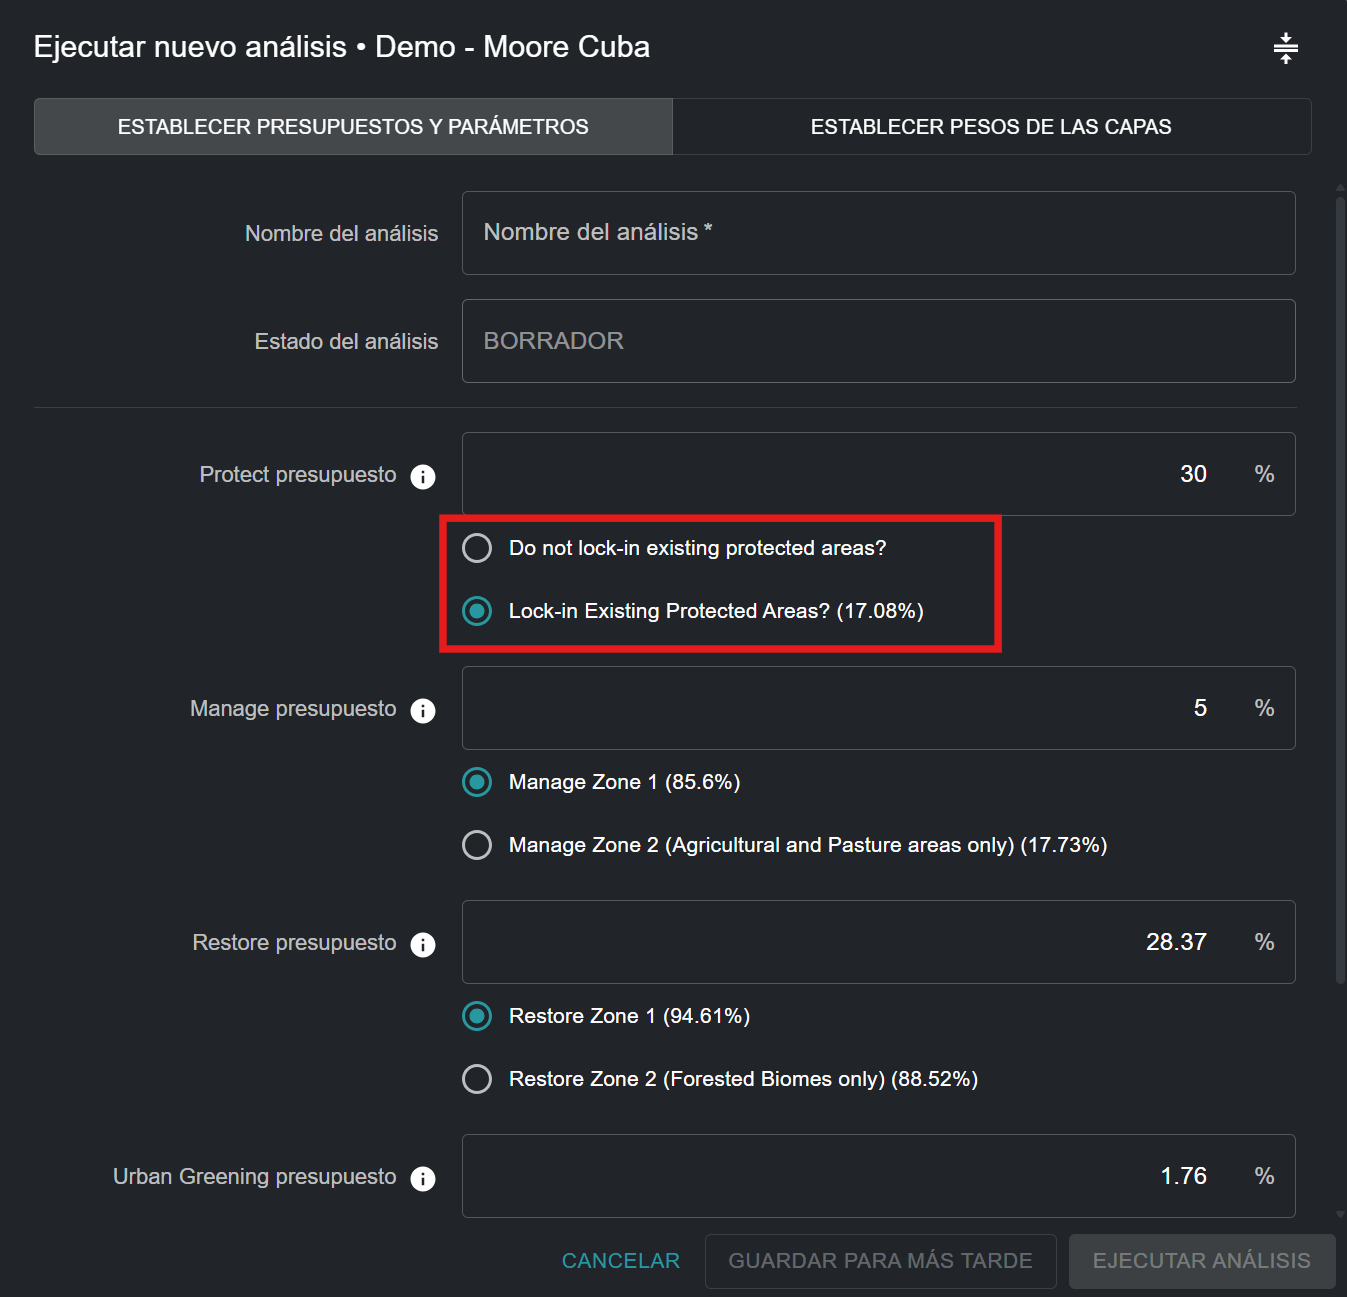 Ejecutar nuevo análisis • Demo - Moore Cuba
ESTABLECER PRESUPUESTOS Y PARÁMETROS
ESTABLECER PESOS DE LAS CAPAS
Nombre del análisis
Nombre del análisis *
Estado del análisis
BORRADOR
Protect presupuesto
30 %
Do not lock-in existing protected areas?
Lock-in Existing Protected Areas? (17.08%)
Manage presupuesto
5 %
Manage Zone 1 (85.6%)
Manage Zone 2 (Agricultural and Pasture areas only) (17.73%)
Restore presupuesto
28.37 %
Restore Zone 1 (94.61%)
Restore Zone 2 (Forested Biomes only) (88.52%)
Urban Greening presupuesto
1.76 %
CANCELAR
GUARDAR PARA MÁS TARDE
EJECUTAR ANÁLISIS